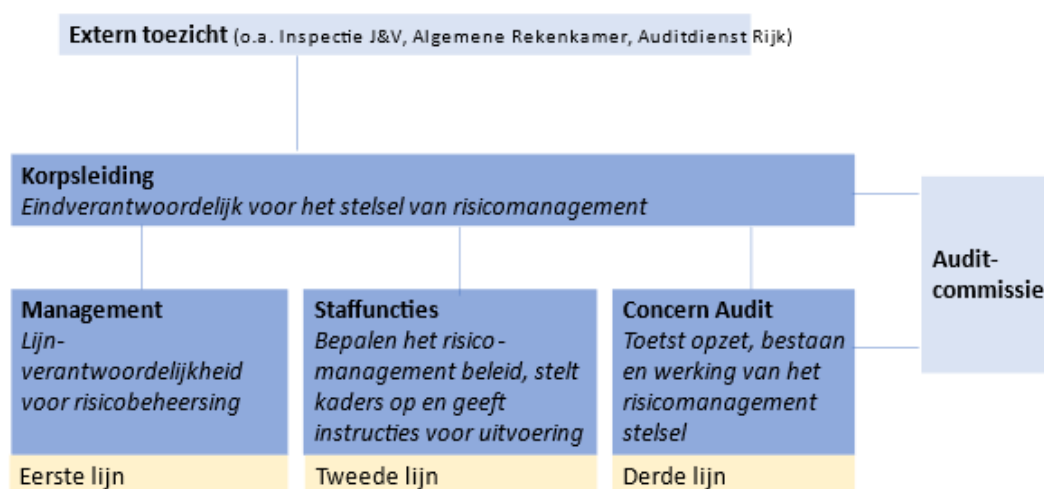 Extern toezicht (o.a. Inspectie J&V, Algemene Rekenkamer, Auditdienst Rijk)
Korpsleiding
Eindverantwoordelijk voor het stelsel van risicomanagement
Audit-
commissie
Management
Lijn-
verantwoordelijkheid
voor risicobeheersing
Eerste lijn
Staffuncties
Bepalen het risico-
management beleid, stelt
kaders op en geeft
instructies voor uitvoering
Tweede lijn
Concern Audit
Toetst opzet, bestaan
en werking van het
risicomanagement
stelsel
Derde lijn